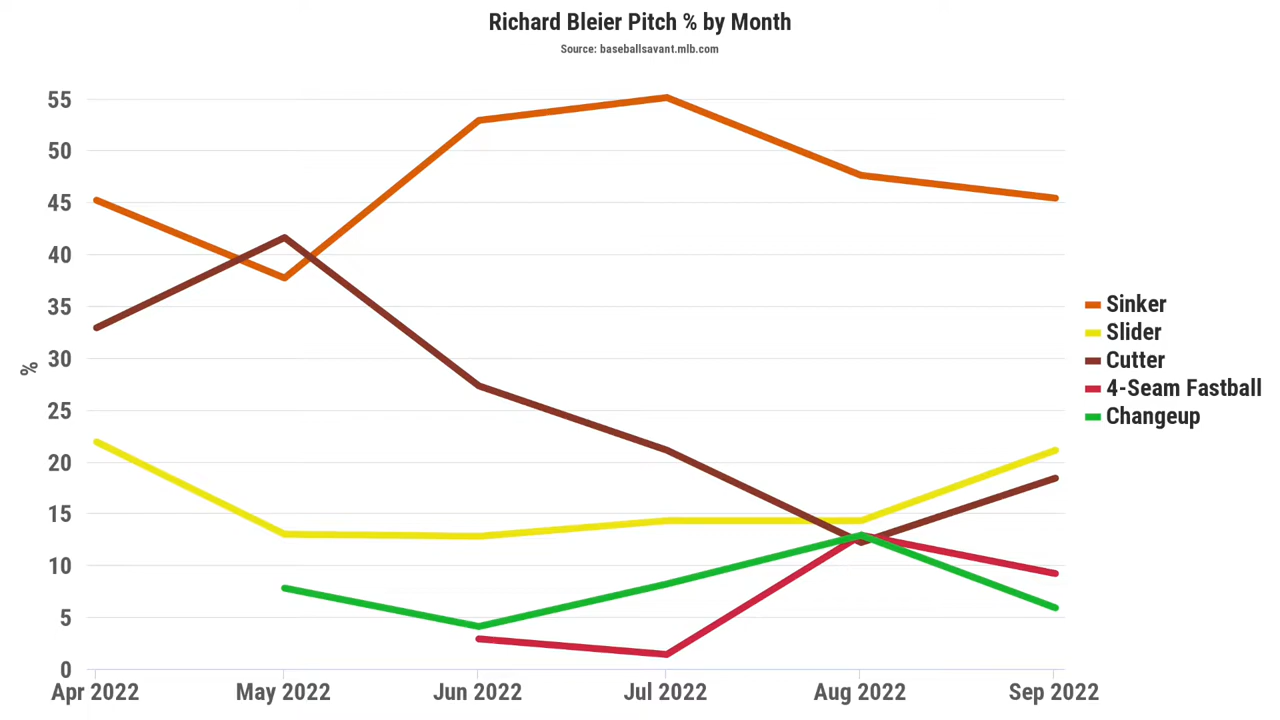 Richard Bleier Pitch % by Month
Source: baseballsavant.mlb.com
55
50
45
40
35
30
25
20
15
10
5
0
%
Apr 2022
May 2022
Jun 2022
Jul 2022
Aug 2022
Sep 2022
Sinker
Slider
Cutter
4-Seam Fastball
Changeup